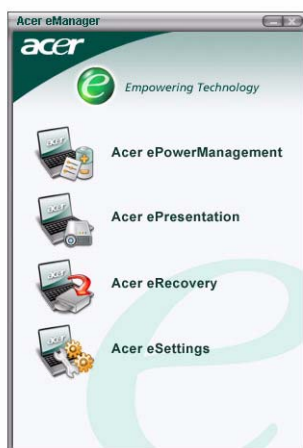 Acer eManager
acer
e Empowering Technology
Acer ePowerManagement
Acer ePresentation
Acer eRecovery
Acer eSettings